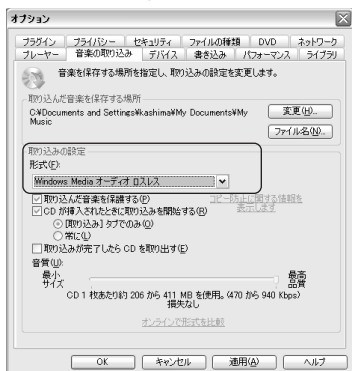 オプション
プラグイン プライバシー セキュリティ ファイルの種類 DVD ネットワーク
プレーヤー 音楽の取り込み デバイス 書き込み パフォーマンス ライブラリ
音楽を保存する場所を指定し、取り込みの設定を変更します。
取り込んだ音楽を保存する場所
C:¥Documents and Settings¥kashima¥My Documents¥My
Music
変更(H)...
ファイル名(N)...
取り込みの設定
形式(F):
Windows Media オーディオ ロスレス
取り込んだ音楽を保護する(P)
コピー防止に関する情報を
表示します
CD が挿入されたときに取り込みを開始する(R)
[取り込み] タブでのみ(O)
常に(L)
取り込みが完了したら CD を取り出す(E)
音質(U):
最小
サイズ
最高
品質
CD 1 枚あたり約 206 から 411 MB を使用。(470 から 940 Kbps)
損失なし
オンラインで形式を比較
OK キャンセル 適用(A) ヘルプ